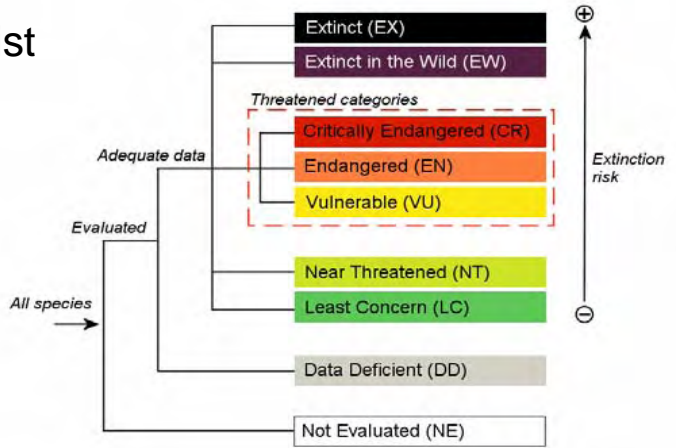 st
Extinct (EX)
Extinct in the Wild (EW)
Threatened categories
Critically Endangered (CR)
Adequate data
Endangered (EN)
Extinction
risk
Vulnerable (VU)
Evaluated
Near Threatened (NT)
All species
Least Concern (LC)
Data Deficient (DD)
Not Evaluated (NE)